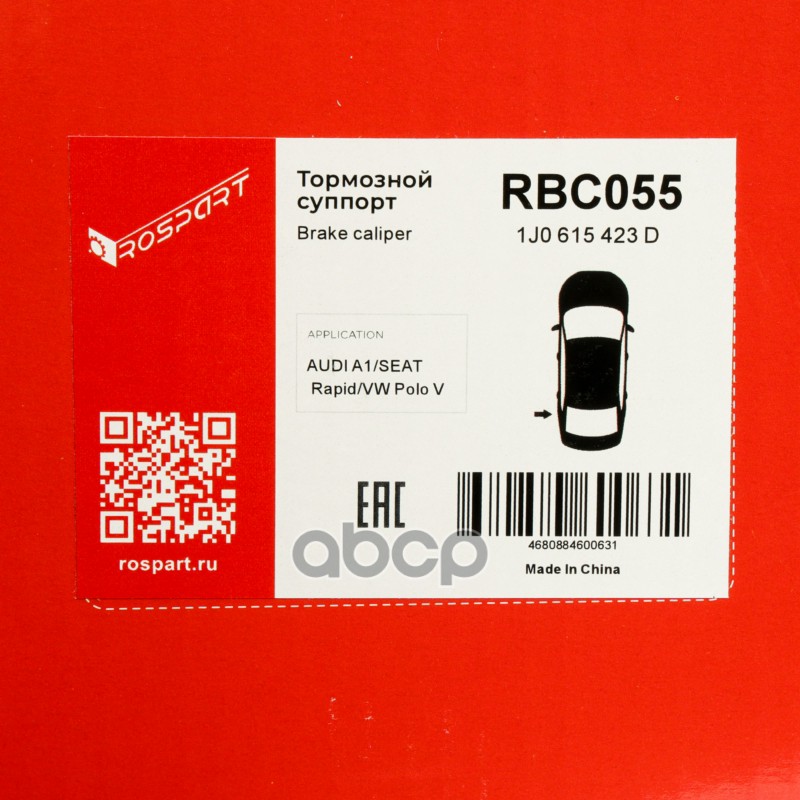 ROSPART
Тормозной
суппорт
Brake caliper
RBC055
1J0 615 423 D
APPLICATION
AUDI A1/SEAT
Rapid/VW Polo V
rospart.ru
EAC
abcp
4680884600631
Made In China